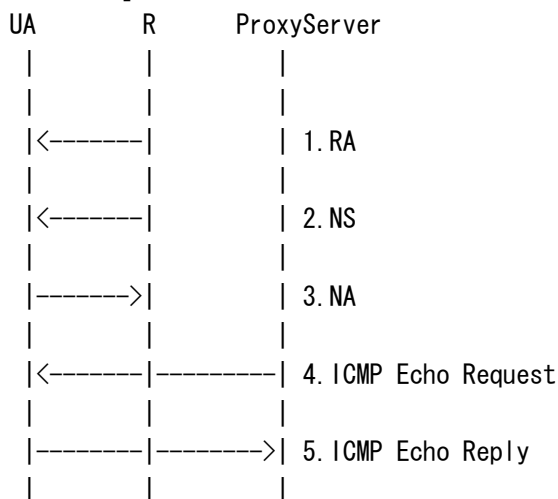 UA R ProxyServer
| | |
| | |
|<-------| | 1.RA
| | |
|<-------| | 2.NS
| | |
|------->| | 3.NA
| | |
|<-------|---------| 4.ICMP Echo Request
| | |
|--------|-------->| 5.ICMP Echo Reply
| | |